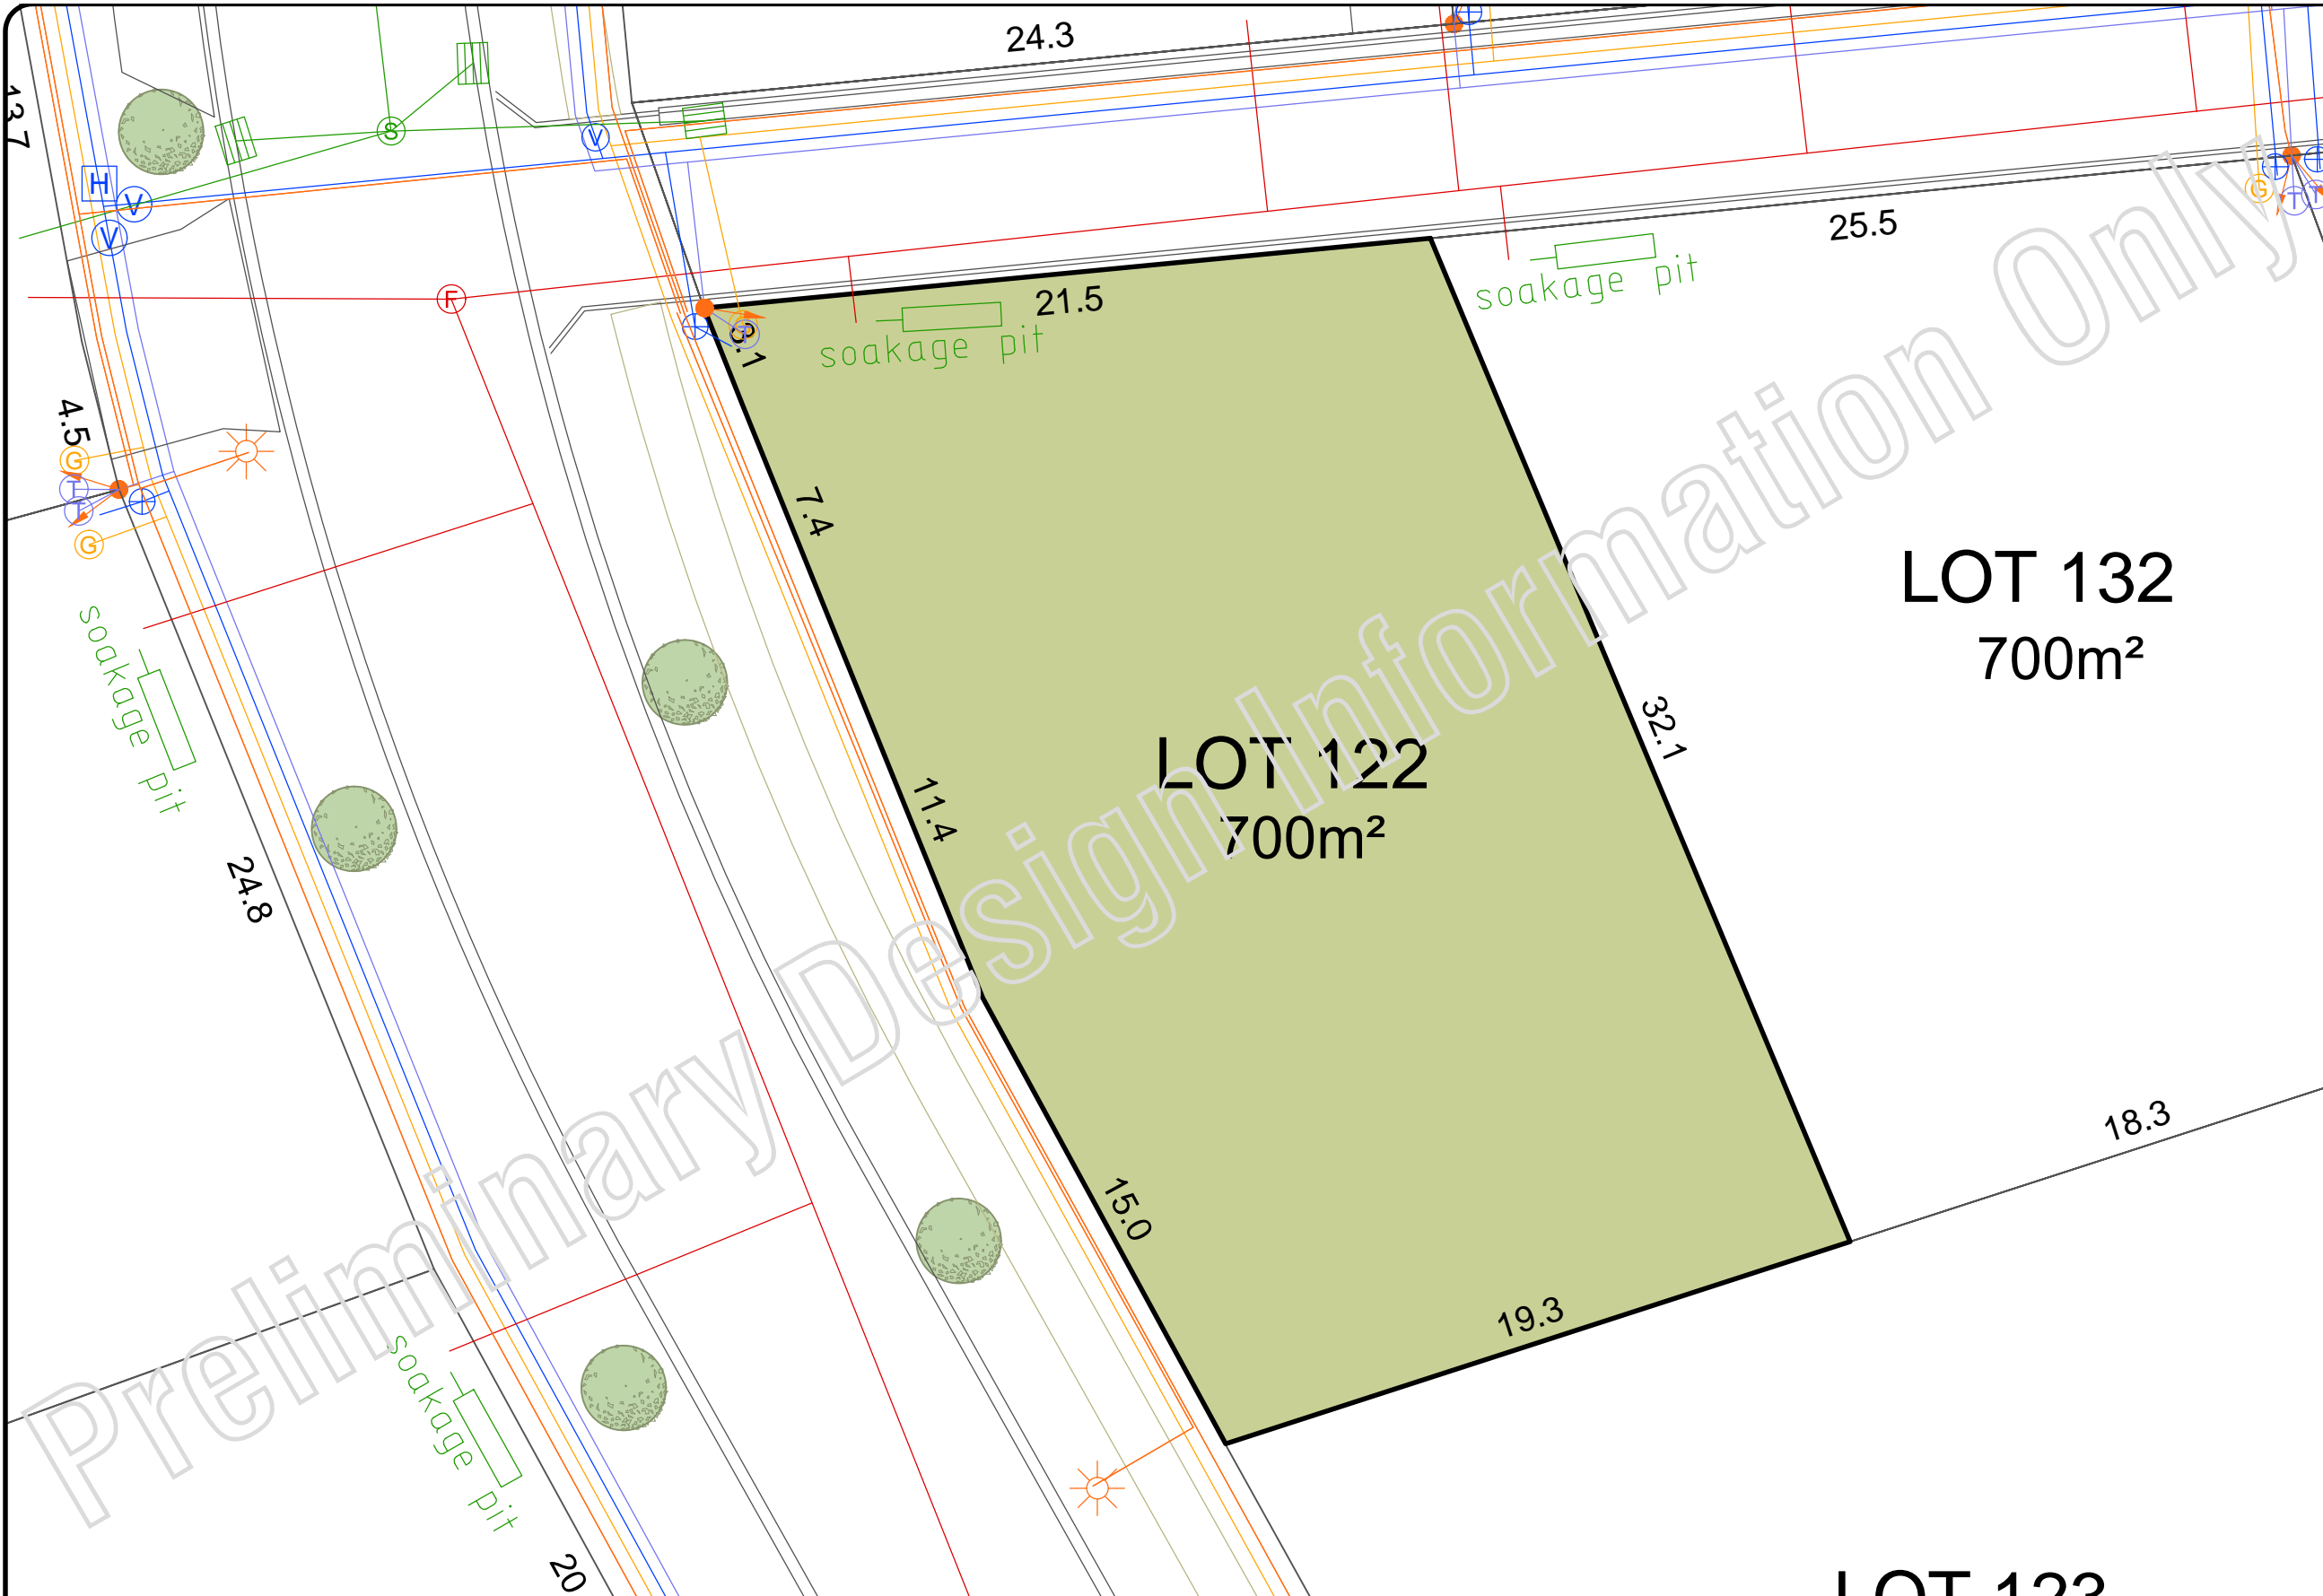 24.3
13.7
S
V
H
V
V
25.5
G
T
T
soakage pit
F
21.5
soakage pit
T
4.5
G
T
T
G
7.4
LOT 132
700m²
soakage pit
32.1
LOT 122
700m²
11.4
24.8
Preliminary Design Information Only
18.3
15.0
19.3
soakage pit
20
LOT 123